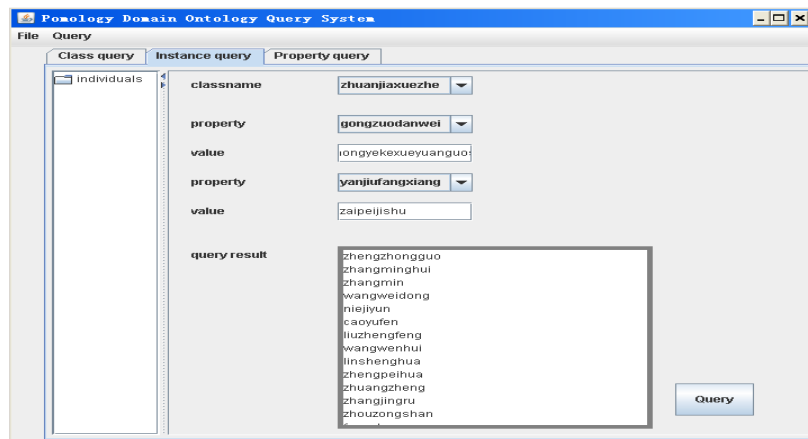 Pomology Domain Ontology Query System
File Query
Class query Instance query Property query
individuals
classname zhuanjiaxuezhe
property gongzuodanwei
value ıongyekexueyuanguos
property yanjiufangxiang
value zaipeijishu
query result
zhengzhongguo
zhangminghui
zhangmin
wangweidong
niejiyun
caoyufen
liuzhengfeng
wangwenhui
linshenghua
zhengpeihua
zhuangzheng
zhangjingru
zhouzongshan
Query